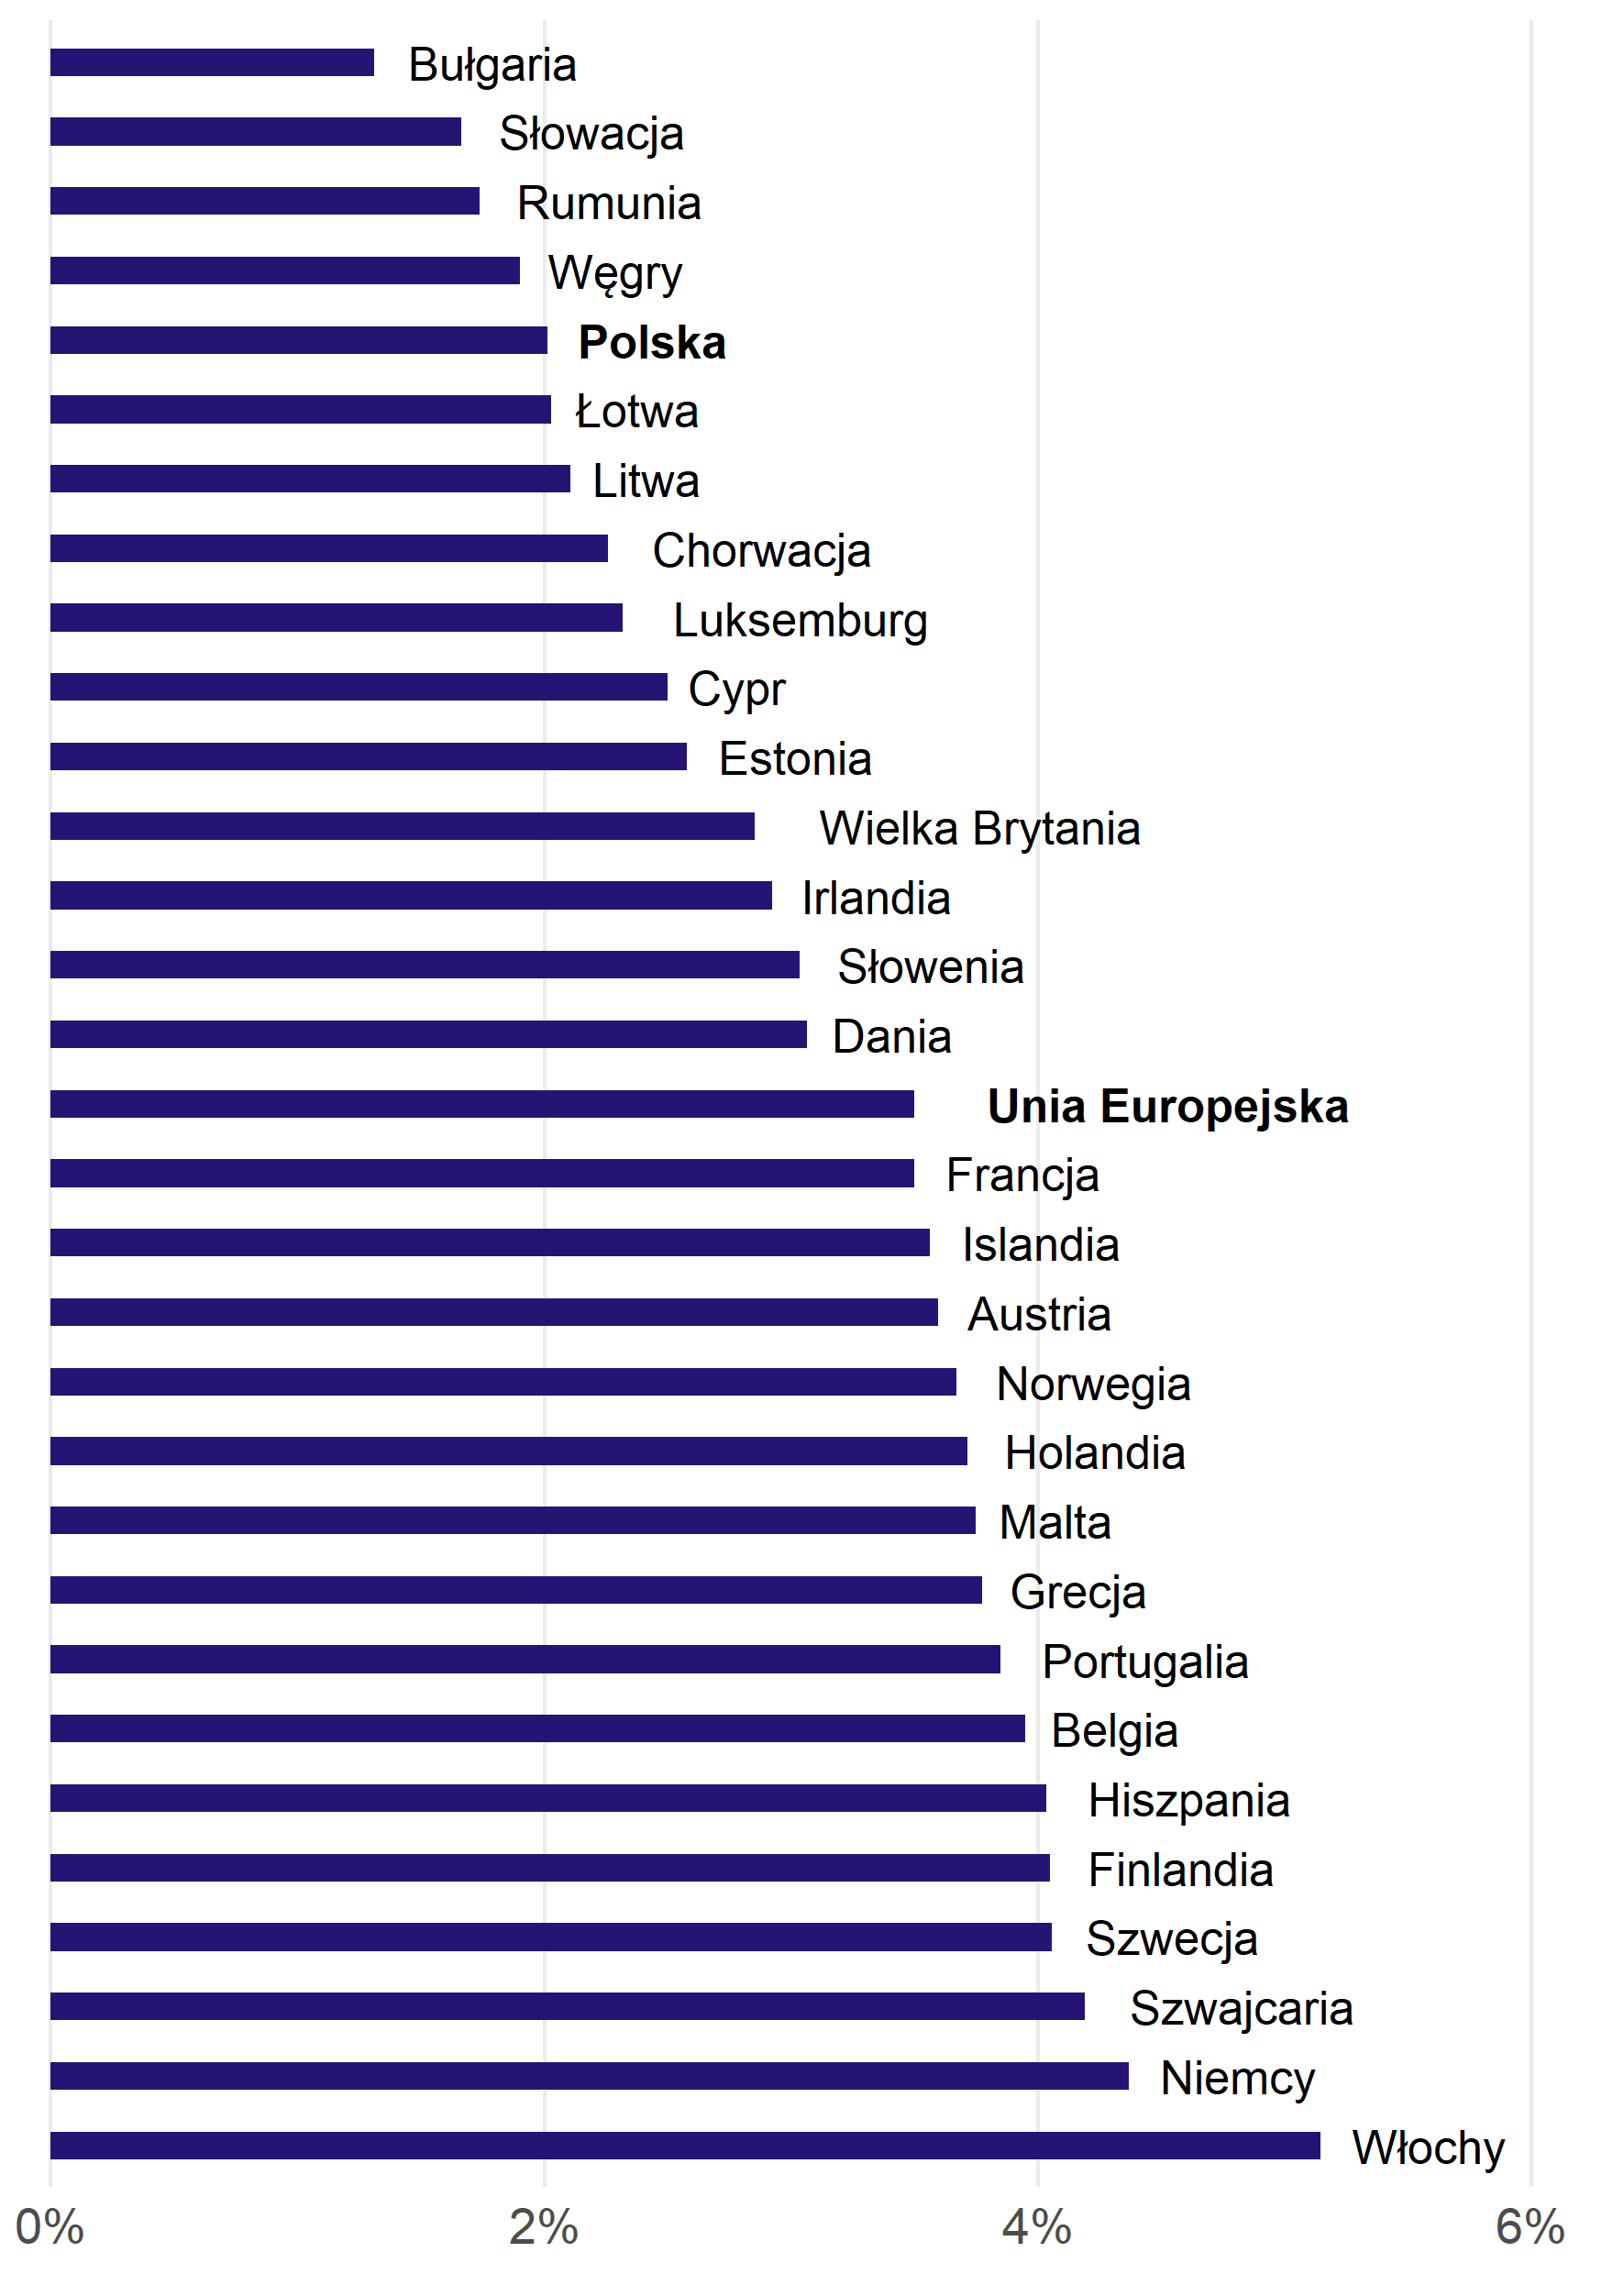 Bułgaria
Słowacja
Rumunia
Węgry
Polska
Łotwa
Litwa
Chorwacja
Luksemburg
Cypr
Estonia
Wielka Brytania
Irlandia
Słowenia
Dania
Unia Europejska
Francja
Islandia
Austria
Norwegia
Holandia
Malta
Grecja
Portugalia
Belgia
Hiszpania
Finlandia
Szwecja
Szwajcaria
Niemcy
Włochy
0% 2% 4% 6%